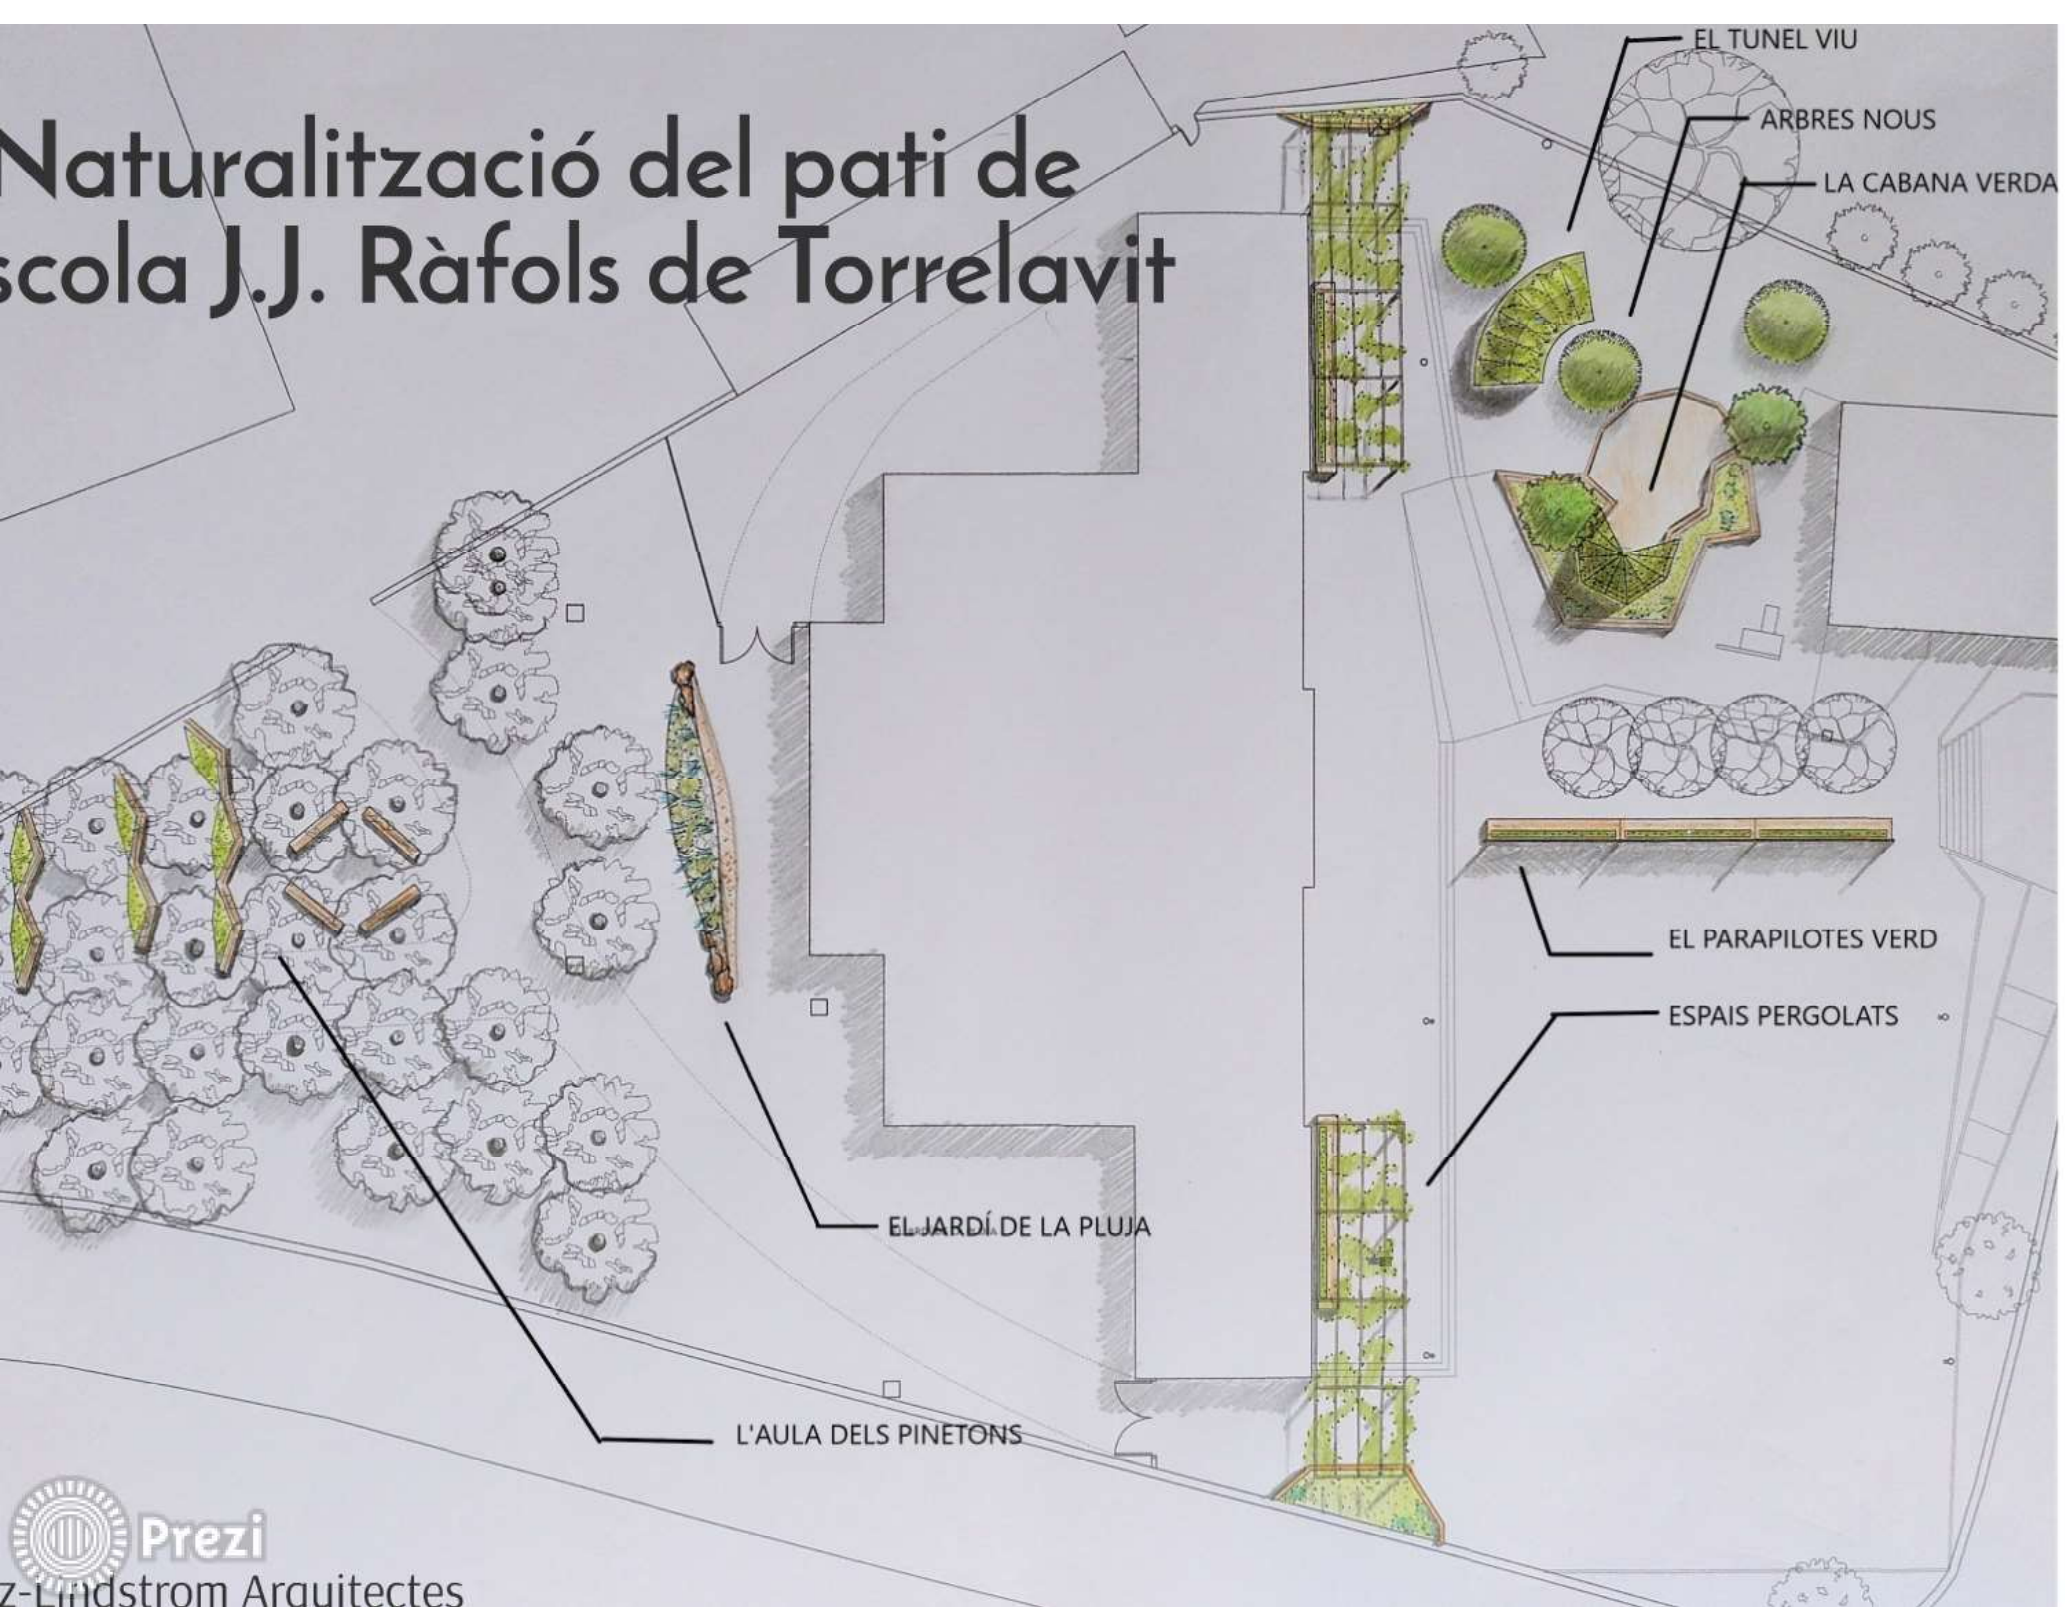 Naturalització del pati de
scola J.J. Ràfols de Torrelavit
EL TUNEL VIU
ARBRES NOUS
LA CABANA VERDA
EL PARAPILOTES VERD
ESPAIS PERGOLATS
EL JARDÍ DE LA PLUJA
L'AULA DELS PINETONS
Prezi
z-Lindstrom Arquitectes